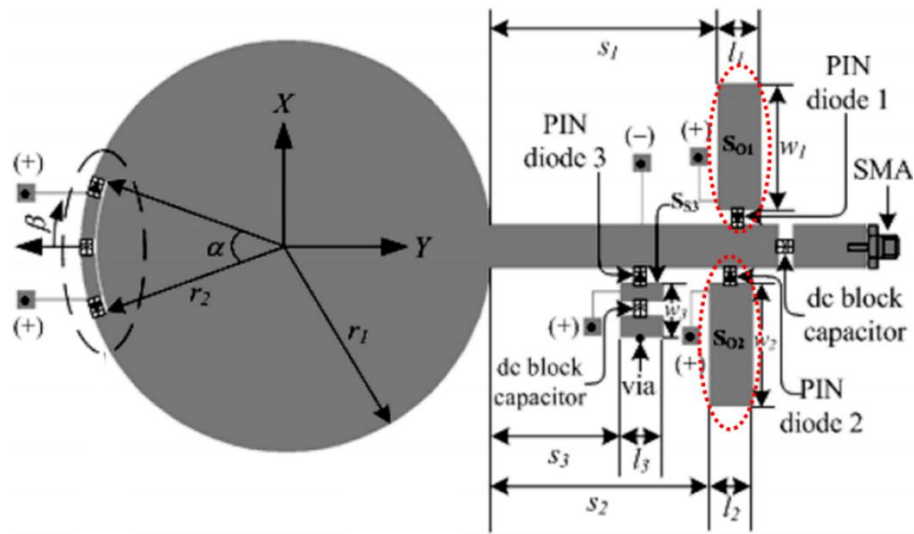 s1
l1
PIN
diode 1
X
PIN
diode 3
(−)
(+)
SO1
w1
SMA
(+)
SS3
β
α
Y
r2
r1
w3
dc block
capacitor
(+)
(+)
SO2
w2
(+)
dc block
capacitor
via
PIN
diode 2
s3
l3
s2
l2